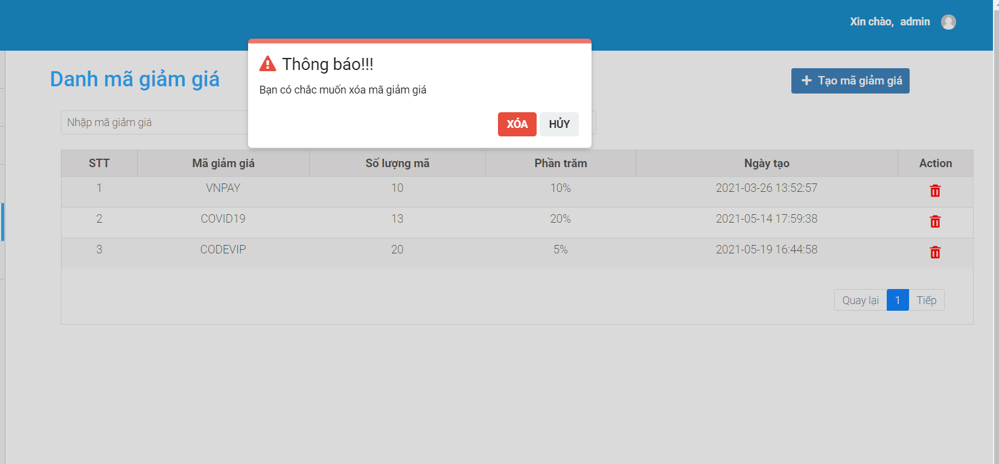 Xin chào, admin
Thông báo!!!
Danh mã giảm giá
Tạo mã giảm giá
Bạn có chắc muốn xóa mã giảm giá
Nhập mã giảm giá
XÓA HỦY
STT Mã giảm giá Số lượng mã Phần trăm Ngày tạo Action
1 VNPAY 10 10% 2021-03-26 13:52:57
2 COVID19 13 20% 2021-05-14 17:59:38
3 CODEVIP 20 5% 2021-05-19 16:44:58
Quay lại 1 Tiếp